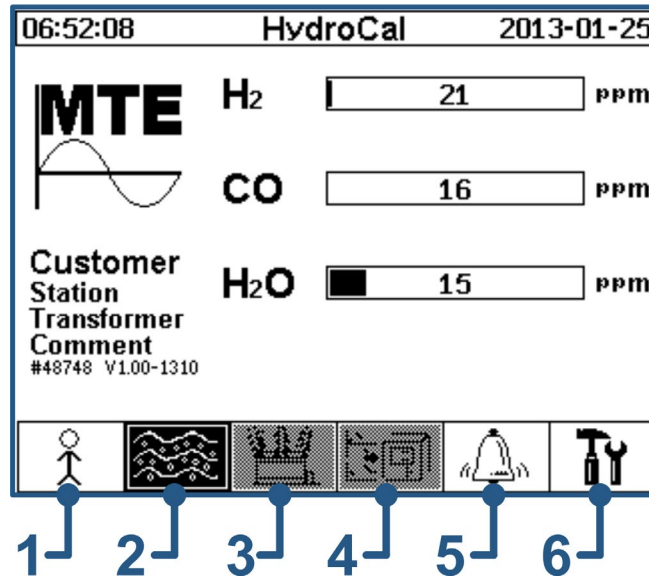 06:52:08 HydroCal 2013-01-25
MTE
H2 21 ppm
CO 16 ppm
H2O 15 ppm
Customer
Station
Transformer
Comment
#48748 V1.00-1310
1 2 3 4 5 6